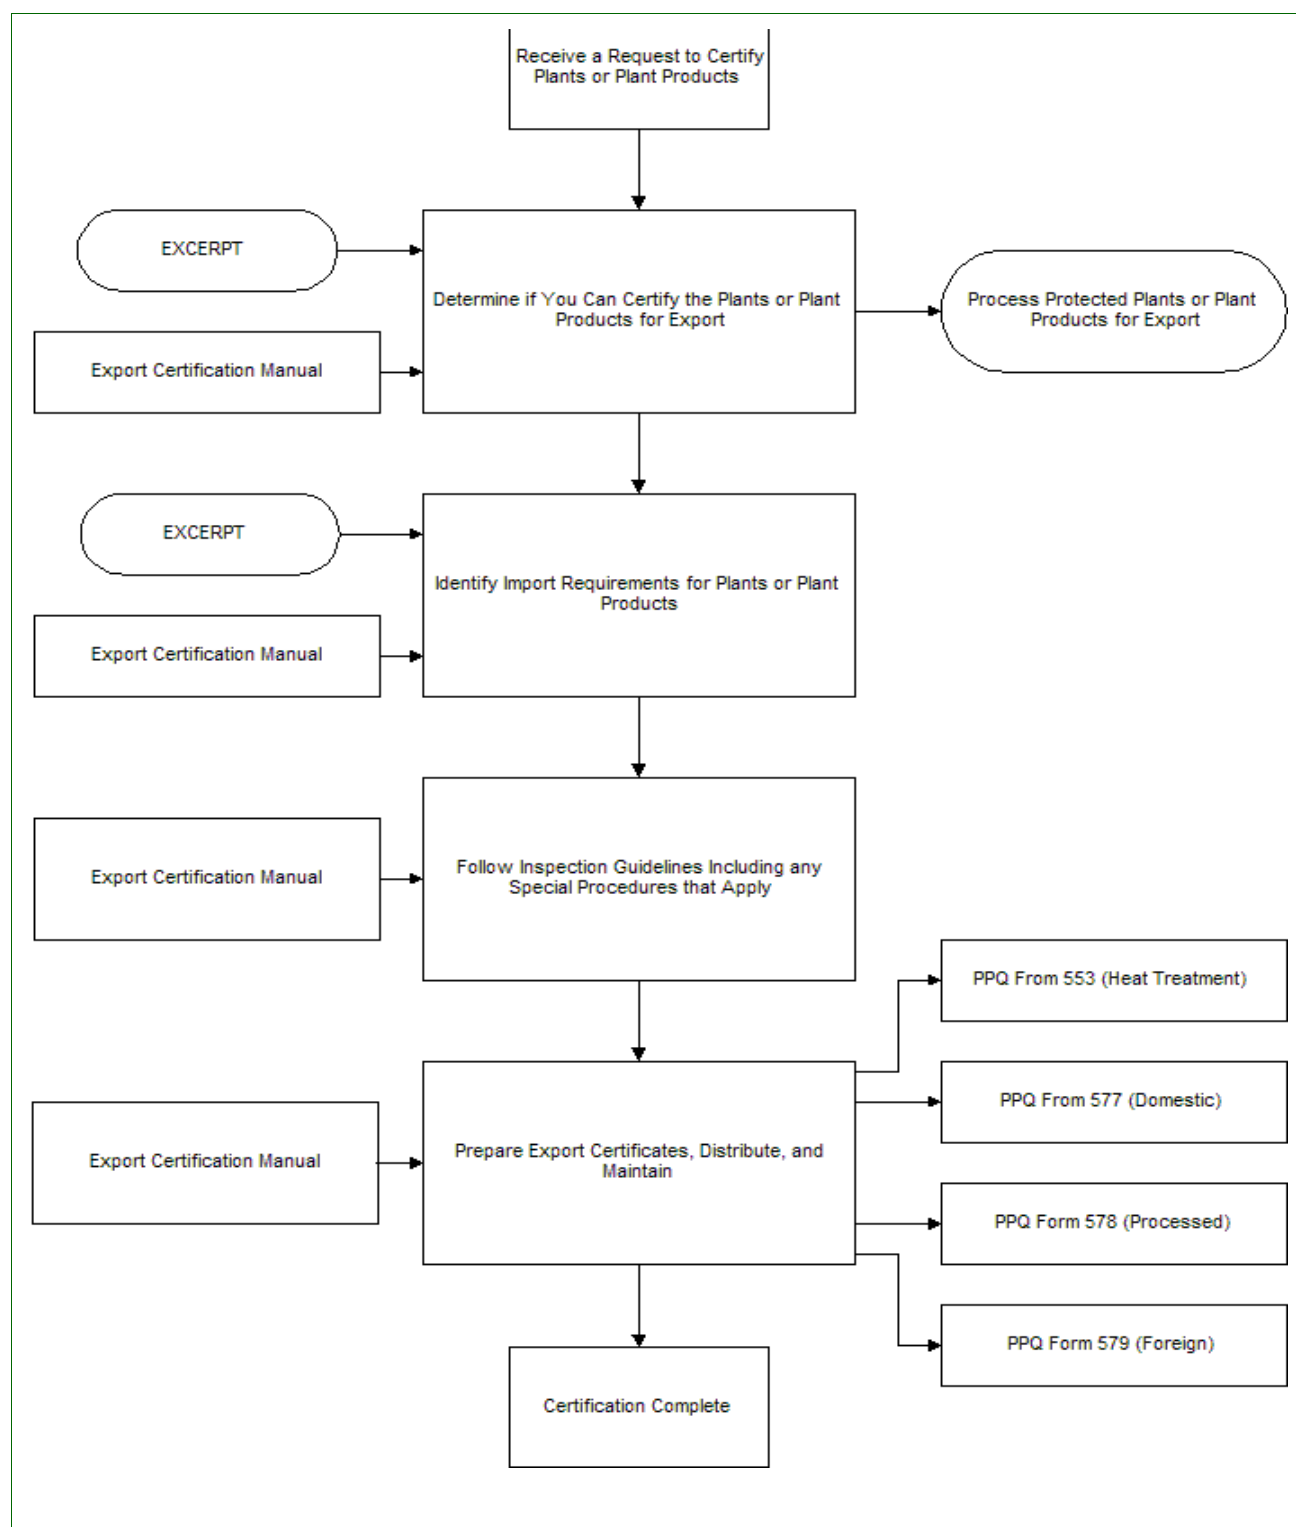 Receive a Request to Certify
Plants or Plant Products
EXCERPT
Determine if You Can Certify the Plants or Plant
Products for Export
Process Protected Plants or Plant
Products for Export
Export Certification Manual
EXCERPT
Identify Import Requirements for Plants or Plant
Products
Export Certification Manual
Export Certification Manual
Follow Inspection Guidelines Including any
Special Procedures that Apply
PPQ From 553 (Heat Treatment)
PPQ From 577 (Domestic)
Export Certification Manual
Prepare Export Certificates, Distribute, and
Maintain
PPQ Form 578 (Processed)
PPQ Form 579 (Foreign)
Certification Complete